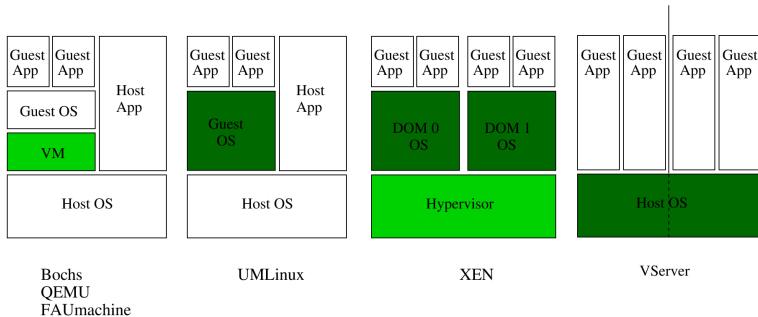 Guest
App
Guest
App
Host
App
Guest OS
VM
Host OS
Bochs
QEMU
FAUmachine
Guest
App
Guest
App
Host
App
Guest
OS
Host OS
UMLinux
Guest
App
Guest
App
Guest
App
Guest
App
DOM 0
OS
DOM 1
OS
Hypervisor
XEN
Guest
App
Guest
App
Guest
App
Guest
App
Host OS
VServer